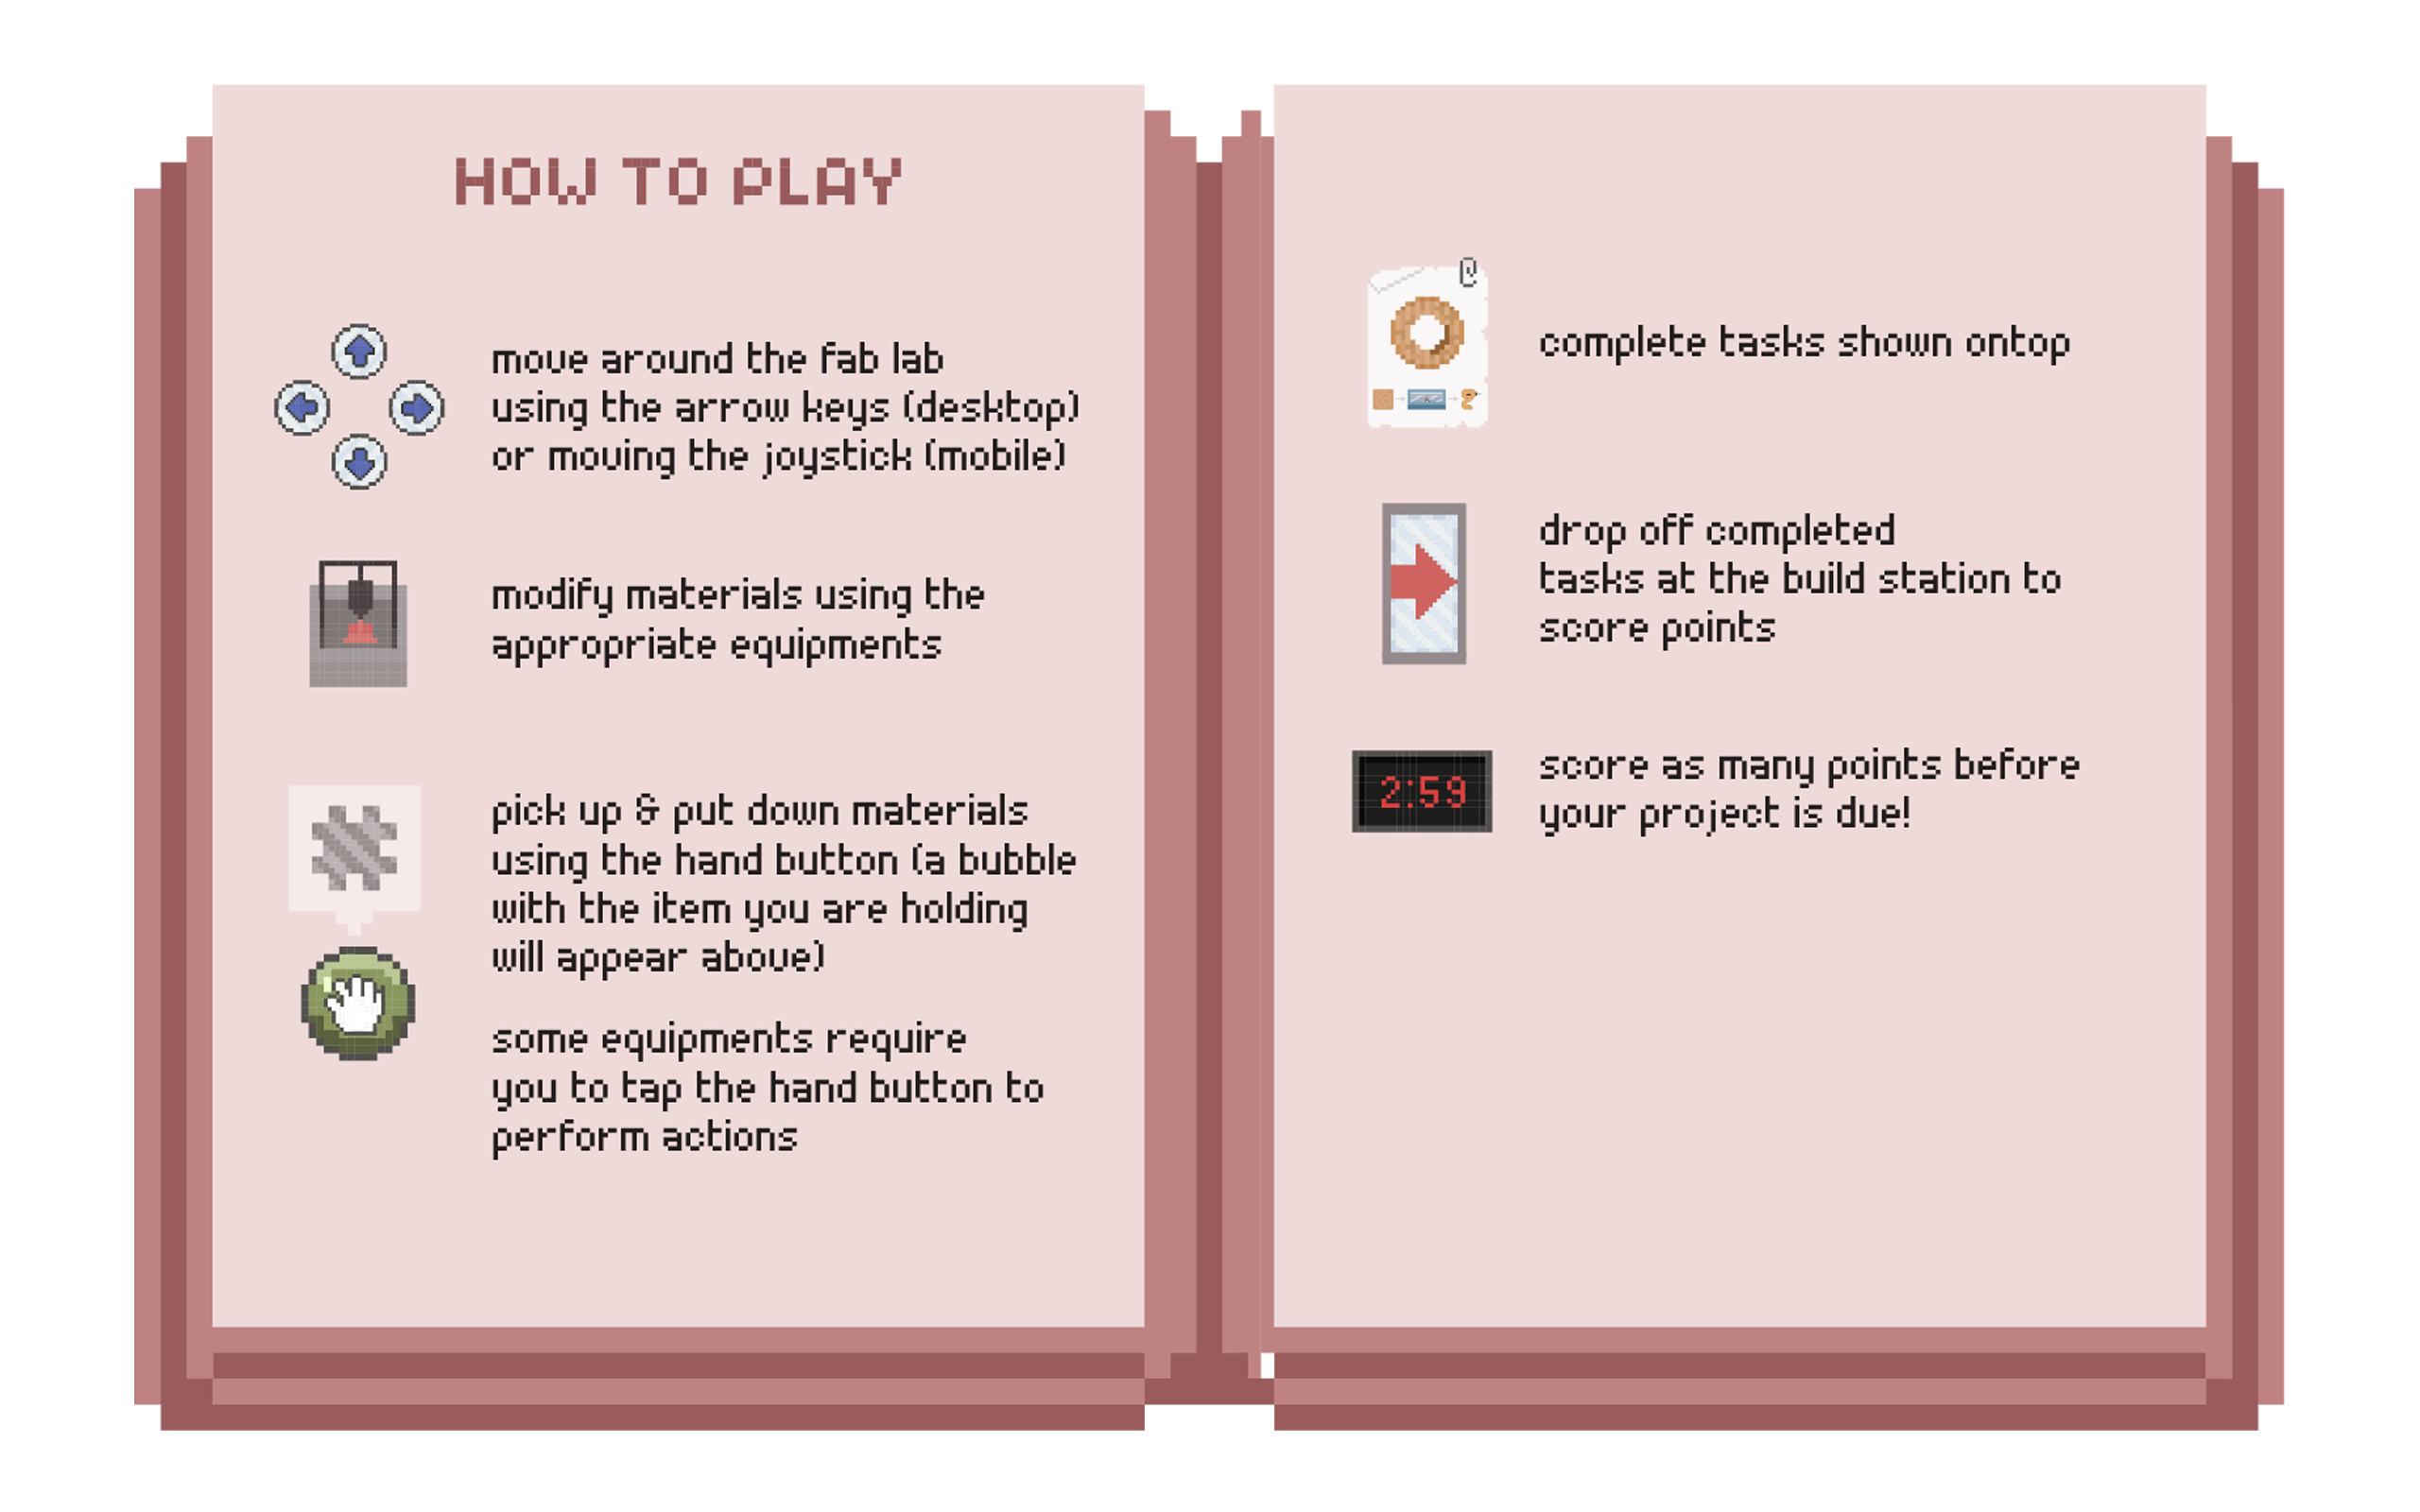 HOW TO PLAY
move around the fab lab
using the arrow keys (desktop)
or moving the joystick (mobile)
modify materials using the
appropriate equipments
pick up & put down materials
using the hand button (a bubble
with the item you are holding
will appear above)
some equipments require
you to tap the hand button to
perform actions
complete tasks shown ontop
drop off completed
tasks at the build station to
score points
2:59
score as many points before
your project is due!